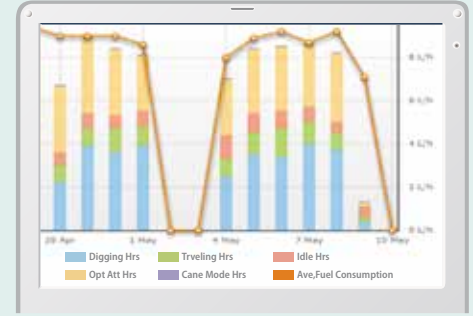 8 L/h
6 L/h
4 L/h
2 L/h
0 L/h
28 Apr 1 May 4 May 7 May 10 May
Digging Hrs Trveling Hrs Idle Hrs
Opt Att Hrs Cane Mode Hrs Ave,Fuel Consumption